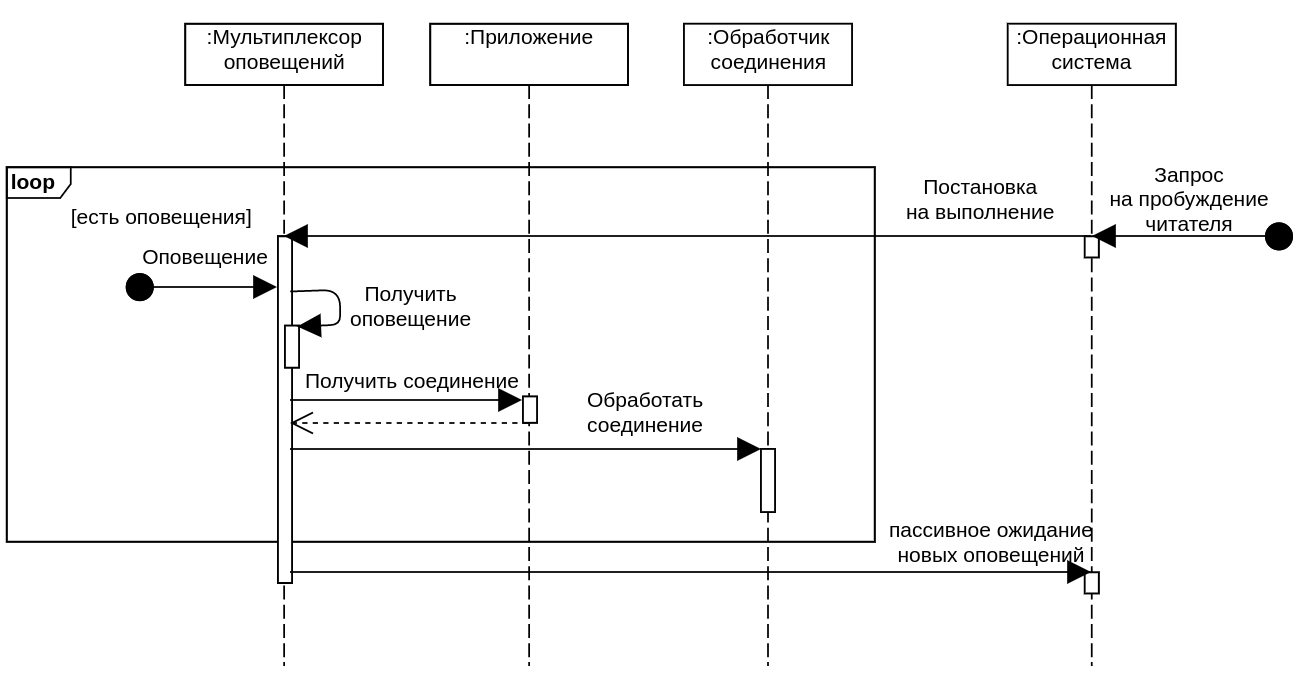 :Мультиплексор
оповещений
:Приложение
:Обработчик
соединения
:Операционная
система
loop
[есть оповещения]
Постановка
на выполнение
Запрос
на пробуждение
читателя
Оповещение
Получить
оповещение
Получить соединение
Обработать
соединение
пассивное ожидание
новых оповещений